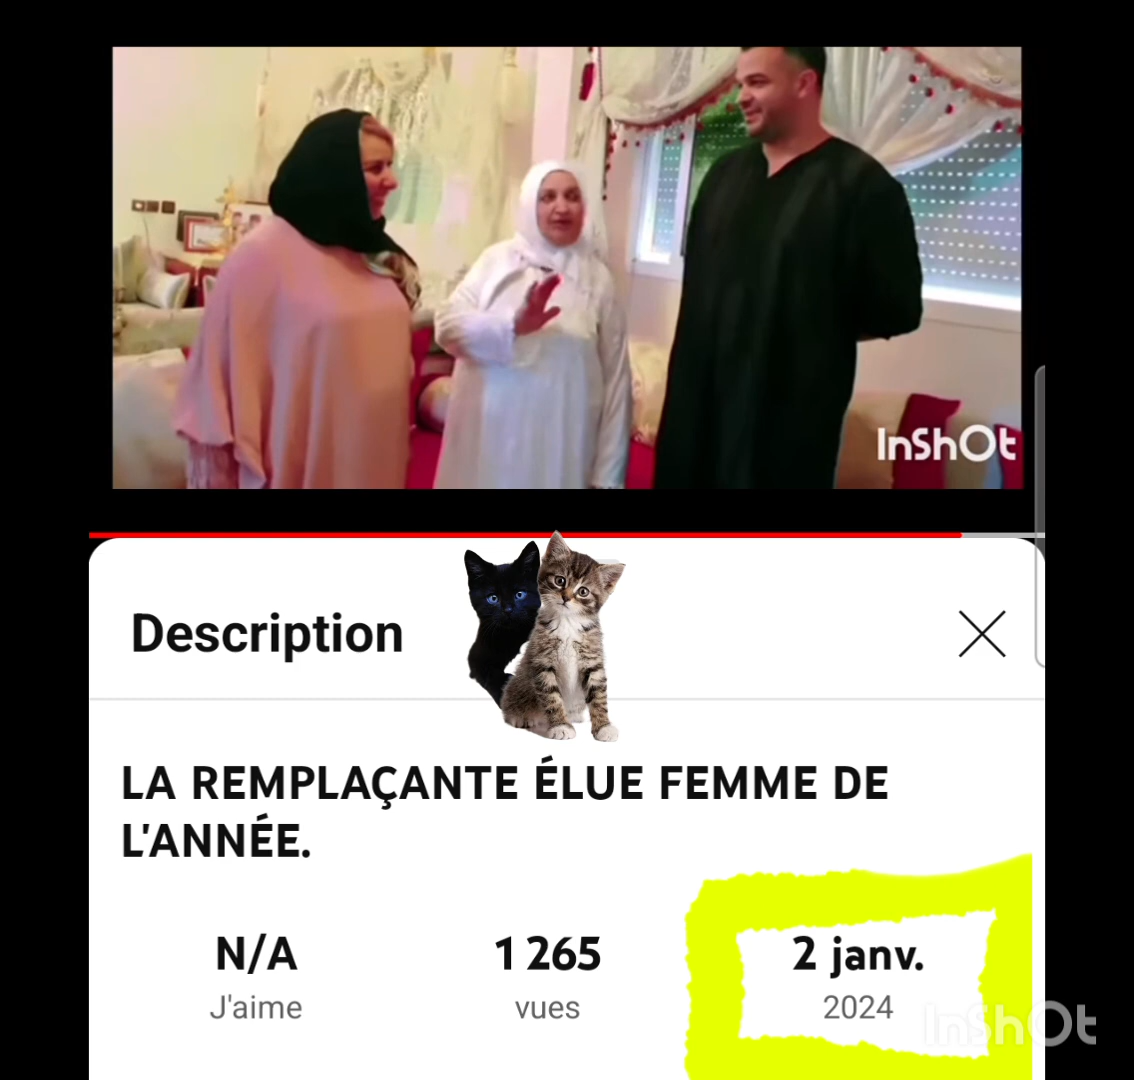 InShOt
Description
LA REMPLAÇANTE ÉLUE FEMME DE
L'ANNÉE.
N/A
1 265
2 janv.
J'aime
vues
2024
InShOt